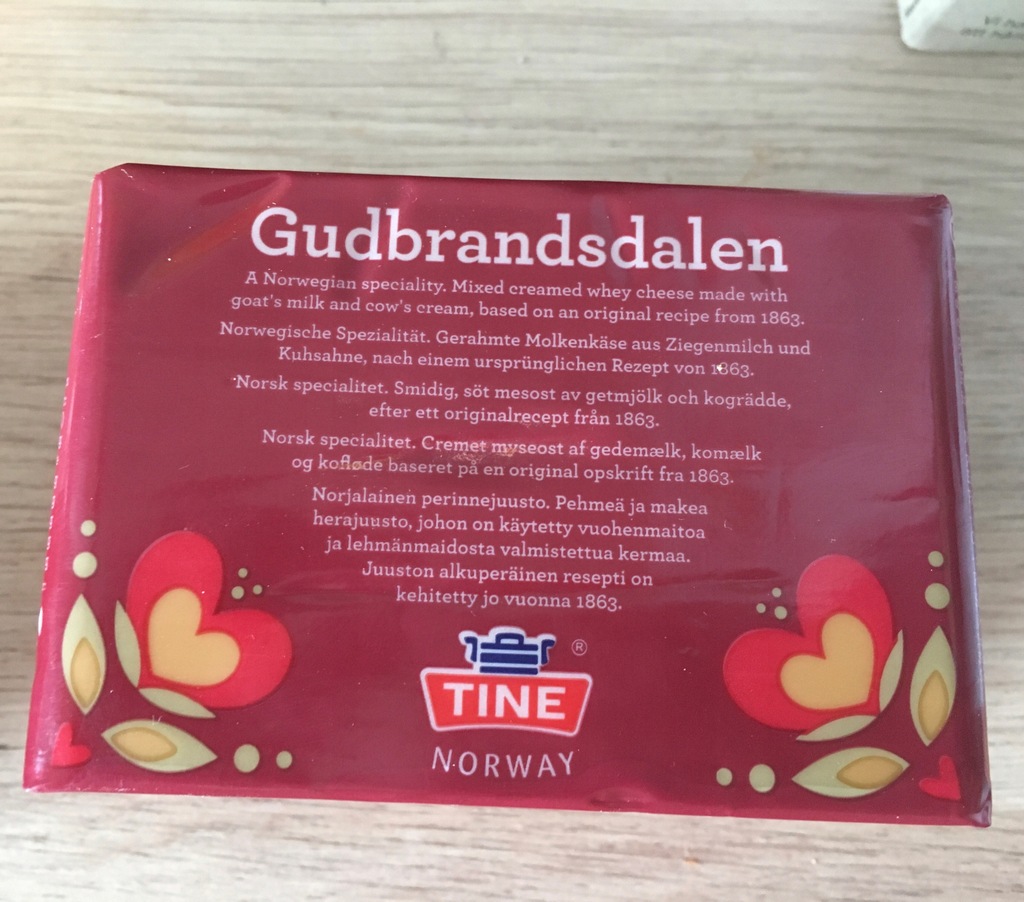 Gudbrandsdalen
A Norwegian speciality. Mixed creamed whey cheese made with
goat's milk and cow's cream, based on an original recipe from 1863.
Norwegische Spezialität. Gerahmte Molkenkäse aus Ziegenmilch und
Kuhsahne, nach einem ursprünglichen Rezept von 1863.
Norsk specialitet. Smidig, söt mesost av getmjölk och kogrädde,
efter ett originalrecept från 1863.
Norsk specialitet. Cremet myseost af gedemælk, komælk
og kofløde baseret på en original opskrift fra 1863.
Norjalainen perinnejuusto. Pehmeä ja makea
herajuusto, johon on käytetty vuohenmaitoa
ja lehmänmaidosta valmistettua kermaa.
Juuston alkuperäinen resepti on
kehitetty jo vuonna 1863.
®
TINE
NORWAY